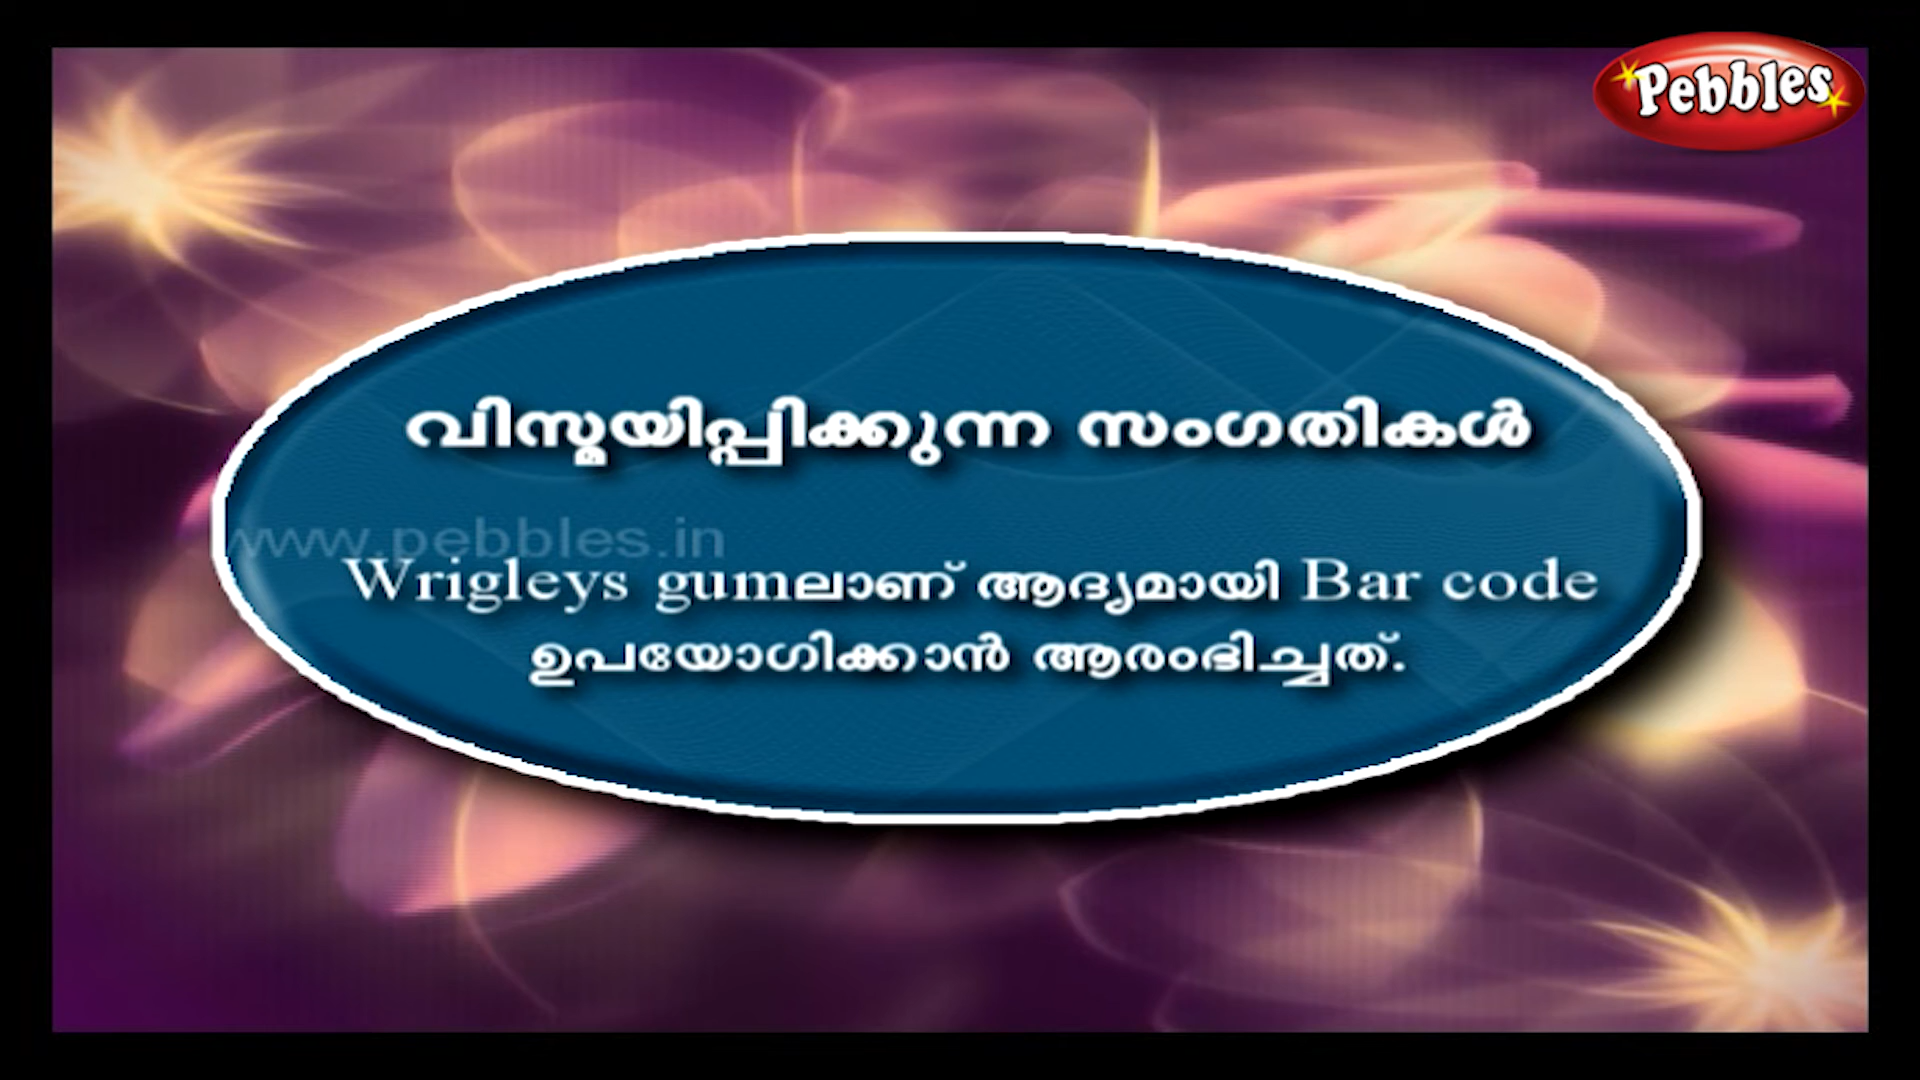 Pebbles
വിസ്മയിപ്പിക്കുന്ന സംഗതികൾ
www.pebbles.in
Wrigleys gumലാണ് ആദ്യമായി Bar code
ഉപയോഗിക്കാൻ ആരംഭിച്ചത്.